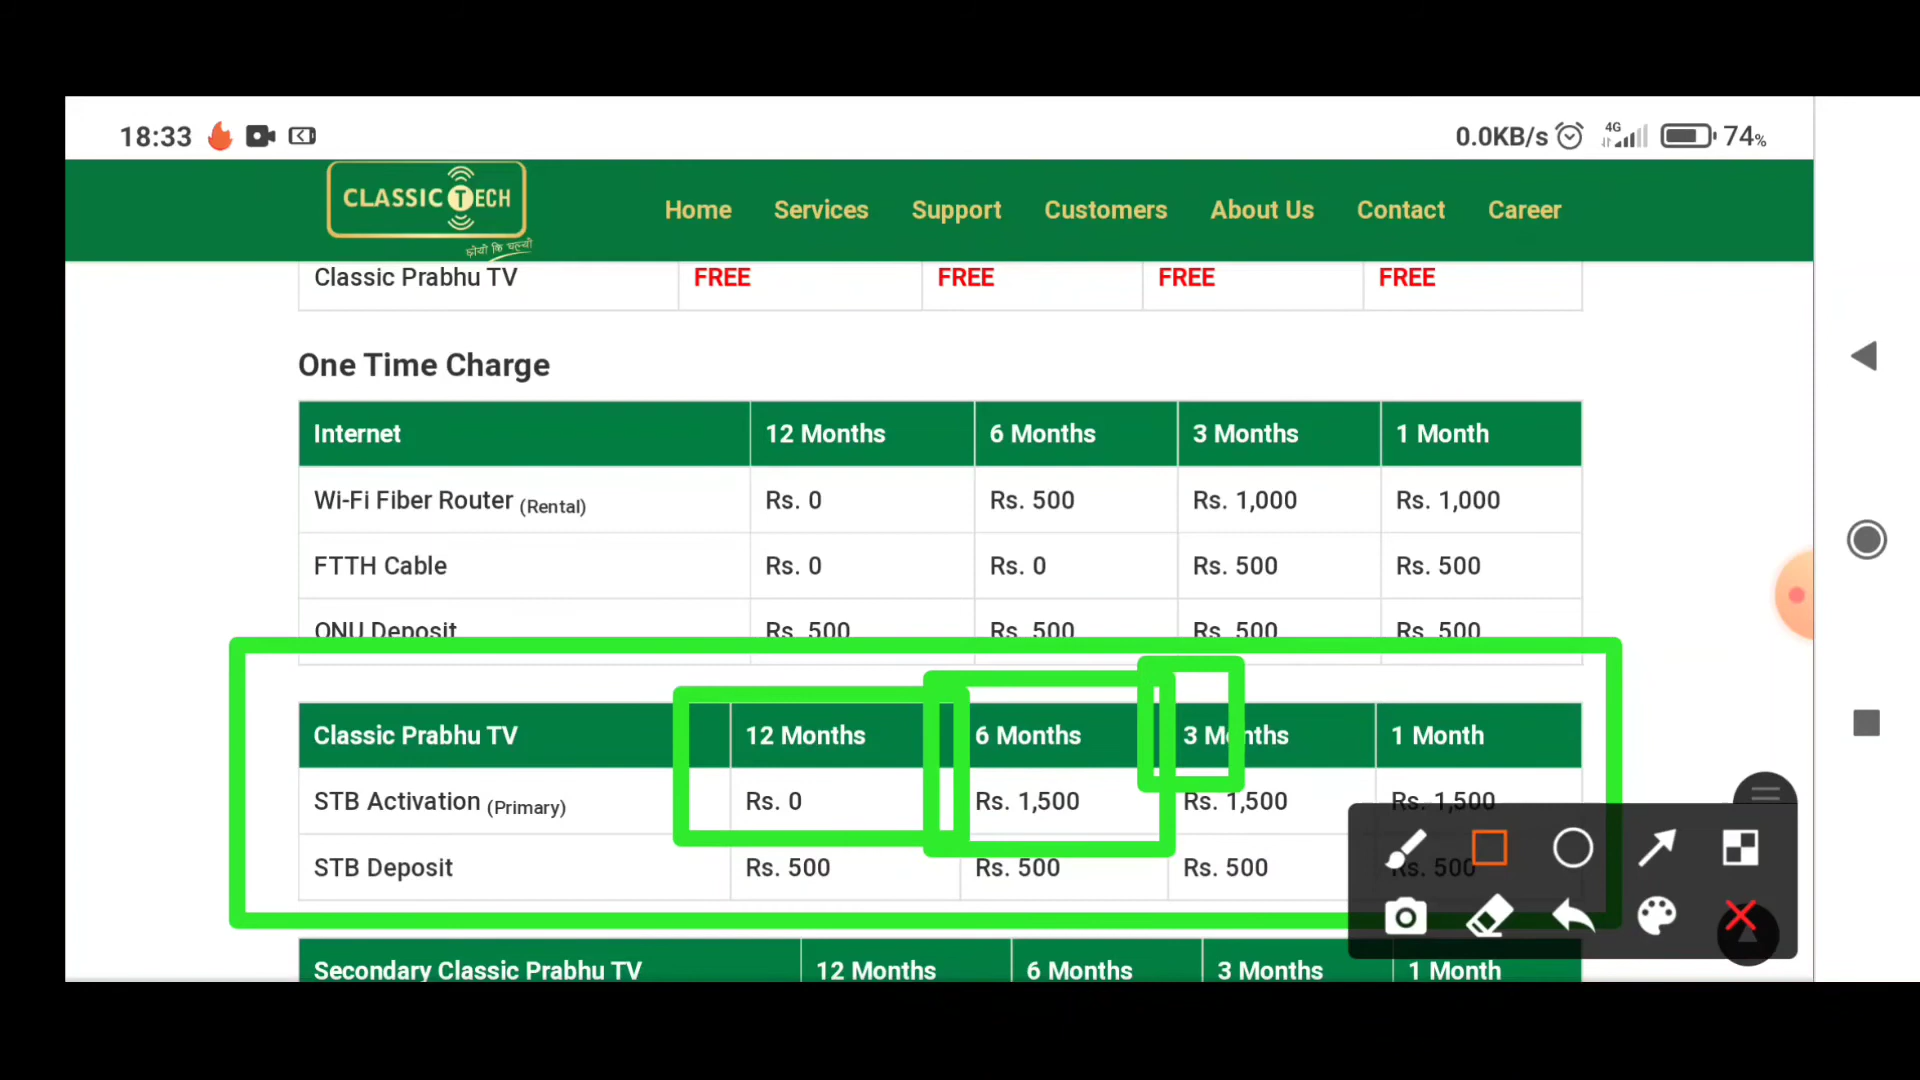 18:33 0.0KB/s 4G 74%
CLASSIC TECH
छोयो कि चल्यो
Home Services Support Customers About Us Contact Career
Classic Prabhu TV FREE FREE FREE FREE
One Time Charge
Internet 12 Months 6 Months 3 Months 1 Month
Wi-Fi Fiber Router (Rental) Rs. 0 Rs. 500 Rs. 1,000 Rs. 1,000
FTTH Cable Rs. 0 Rs. 0 Rs. 500 Rs. 500
ONU Deposit Rs. 500 Rs. 500 Rs. 500 Rs. 500
Classic Prabhu TV 12 Months 6 Months 3 Months 1 Month
STB Activation (Primary) Rs. 0 Rs. 1,500 Rs. 1,500 Rs. 1,500
STB Deposit Rs. 500 Rs. 500 Rs. 500 Rs. 500
Secondary Classic Prabhu TV 12 Months 6 Months 3 Months 1 Month